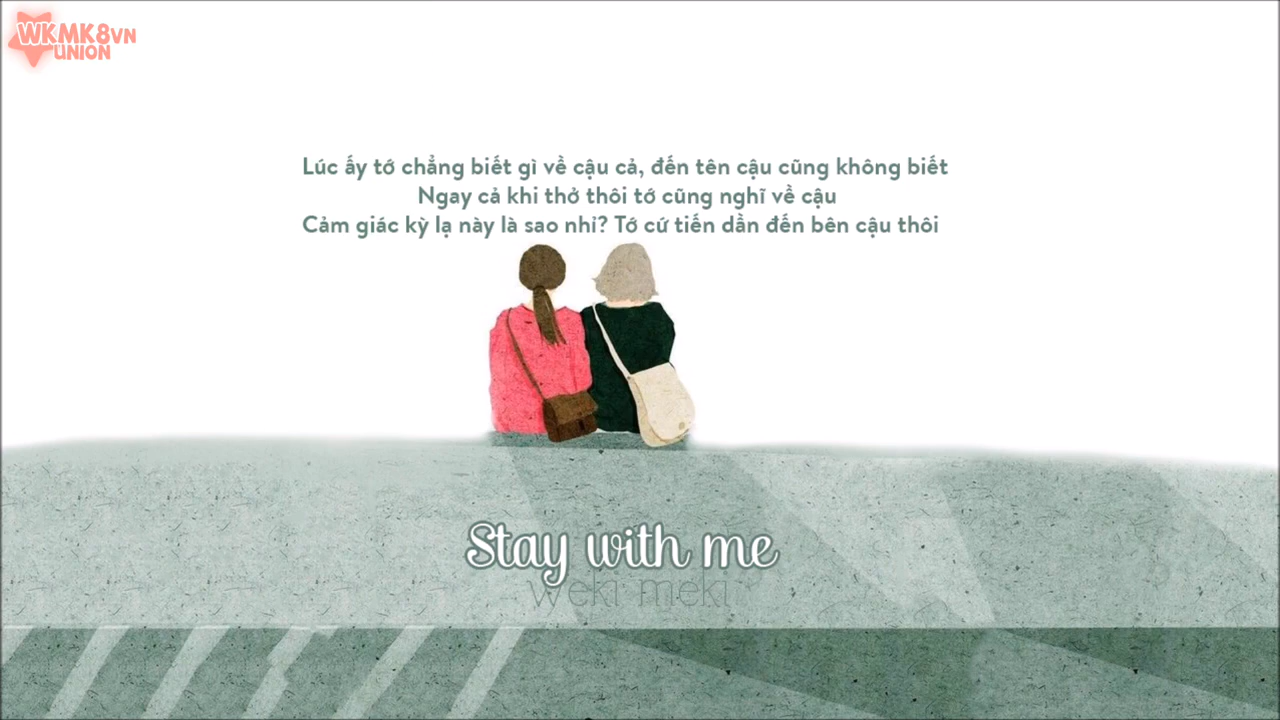 WKMK8VN
UNION
Lúc ấy tớ chẳng biết gì về cậu cả, đến tên cậu cũng không biết
Ngay cả khi thở thôi tớ cũng nghĩ về cậu
Cảm giác kỳ lạ này là sao nhỉ? Tớ cứ tiến dần đến bên cậu thôi
Stay with me
weki meki